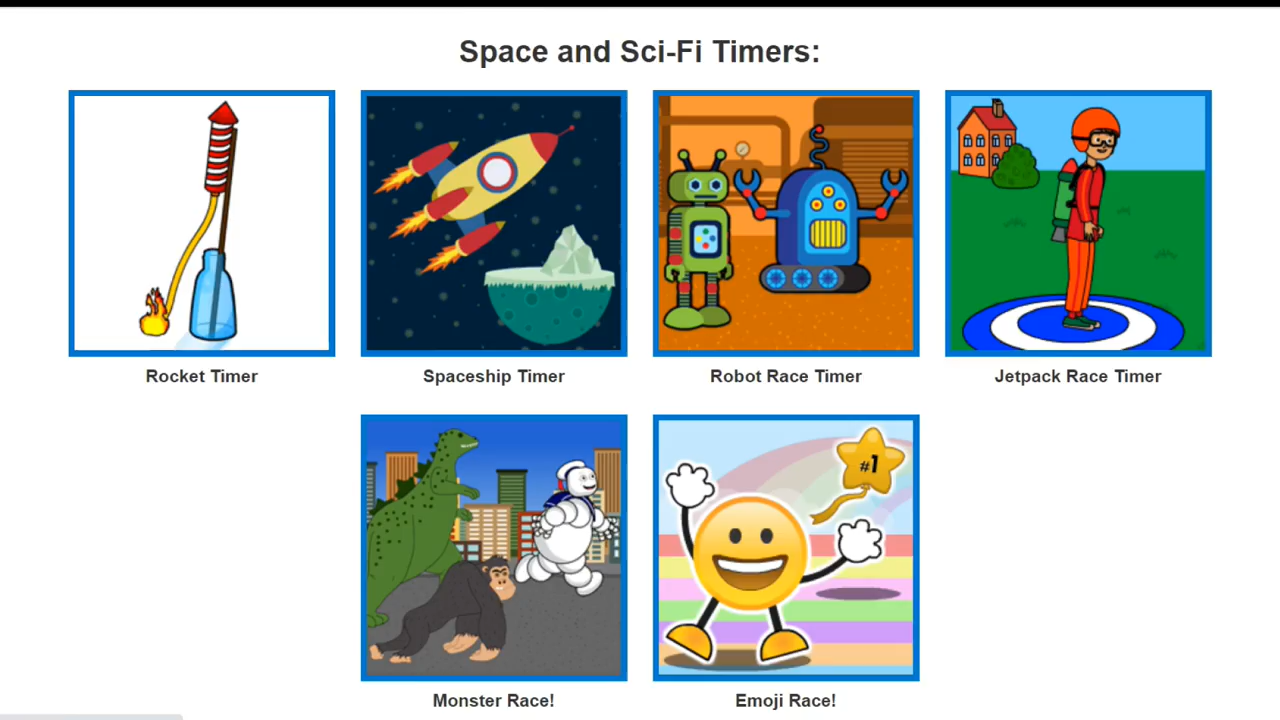 Space and Sci-Fi Timers:
Rocket Timer
Spaceship Timer
Robot Race Timer
Jetpack Race Timer
#1
Monster Race!
Emoji Race!